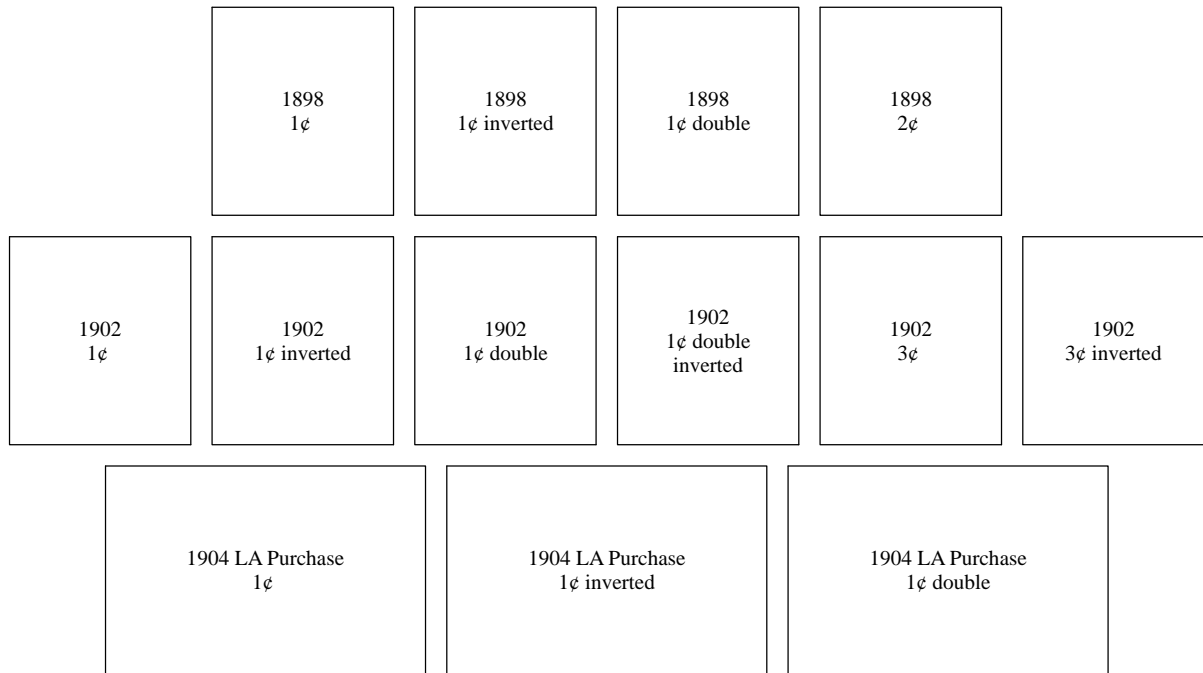 1898
1¢
1898
1¢ inverted
1898
1¢ double
1898
2¢
1902
1¢
1902
1¢ inverted
1902
1¢ double
1902
1¢ double
inverted
1902
3¢
1902
3¢ inverted
1904 LA Purchase
1¢
1904 LA Purchase
1¢ inverted
1904 LA Purchase
1¢ double